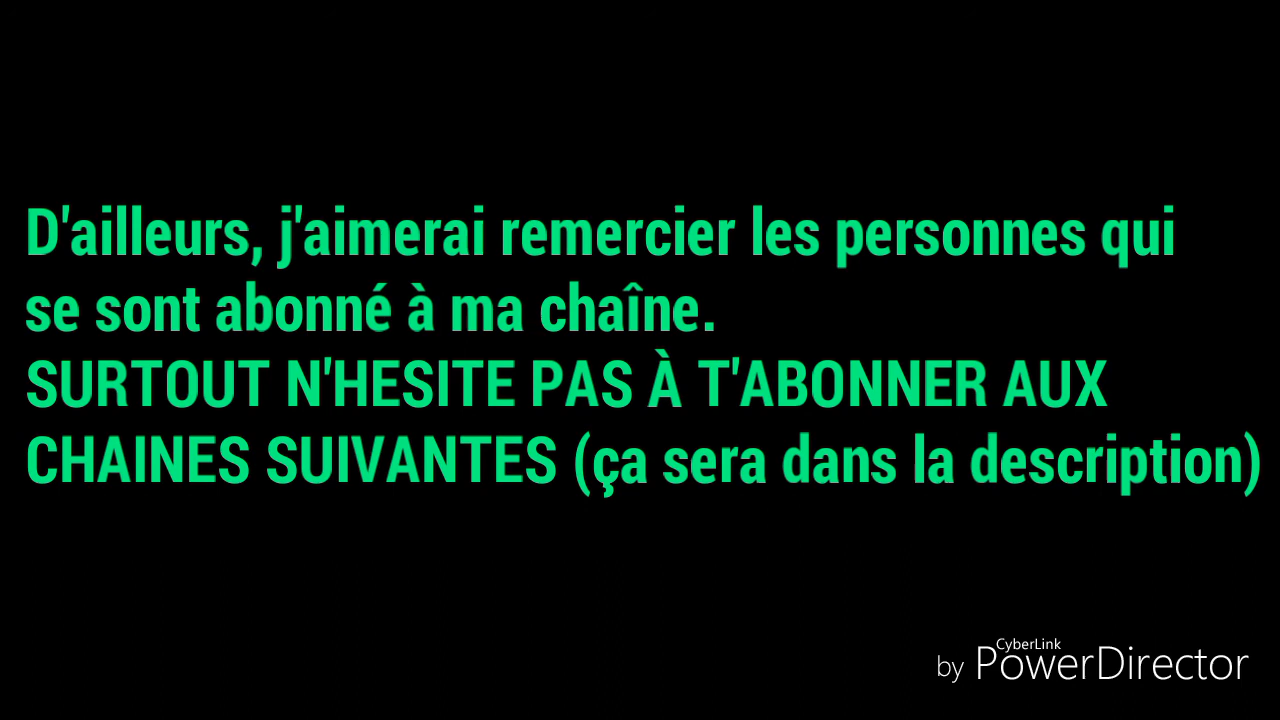 D'ailleurs, j'aimerai remercier les personnes qui
se sont abonné à ma chaîne.
SURTOUT N'HESITE PAS À T'ABONNER AUX
CHAINES SUIVANTES (ça sera dans la description)
CyberLink
by PowerDirector